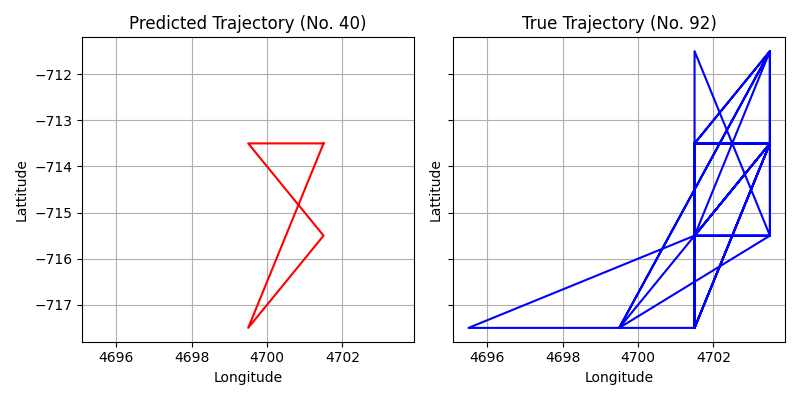 Predicted Trajectory (No. 40)
True Trajectory (No. 92)
Lattitude
−712
−713
−714
−715
−716
−717
4696
4698
4700
4702
Longitude
Lattitude
4696
4698
4700
4702
Longitude